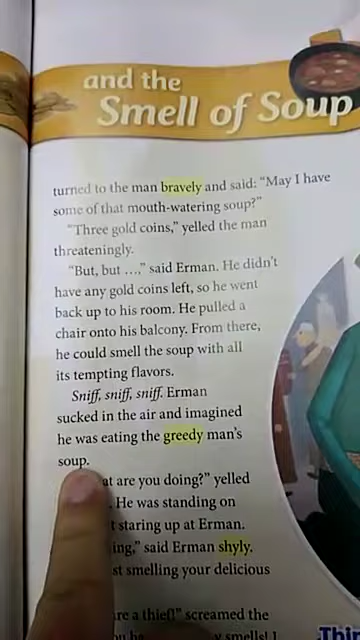 and the
Smell of Soup
turned to the man bravely and said: “May I have
some of that mouth-watering soup?”
“Three gold coins,” yelled the man
threateningly.
“But, but …,” said Erman. He didn’t
have any gold coins left, so he went
back up to his room. He pulled a
chair onto his balcony. From there,
he could smell the soup with all
its tempting flavors.
Sniff, sniff, sniff. Erman
sucked in the air and imagined
he was eating the greedy man’s
soup.
at are you doing?” yelled
. He was standing on
t staring up at Erman.
ing,” said Erman shyly.
st smelling your delicious
are a thief!” screamed the
smells! I